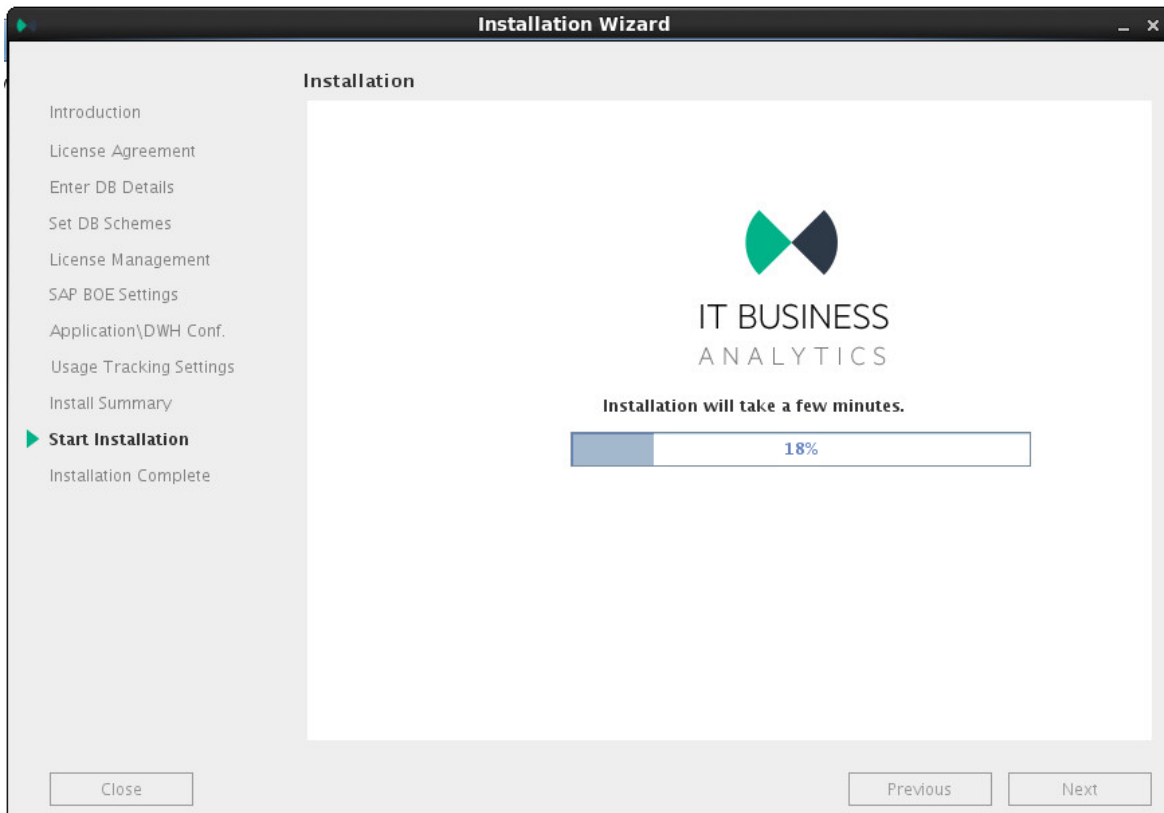 Installation Wizard
Installation
Introduction
License Agreement
Enter DB Details
Set DB Schemes
License Management
SAP BOE Settings
Application\DWH Conf.
Usage Tracking Settings
Install Summary
Start Installation
Installation Complete
IT BUSINESS
ANALYTICS
Installation will take a few minutes.
18%
Close
Previous
Next